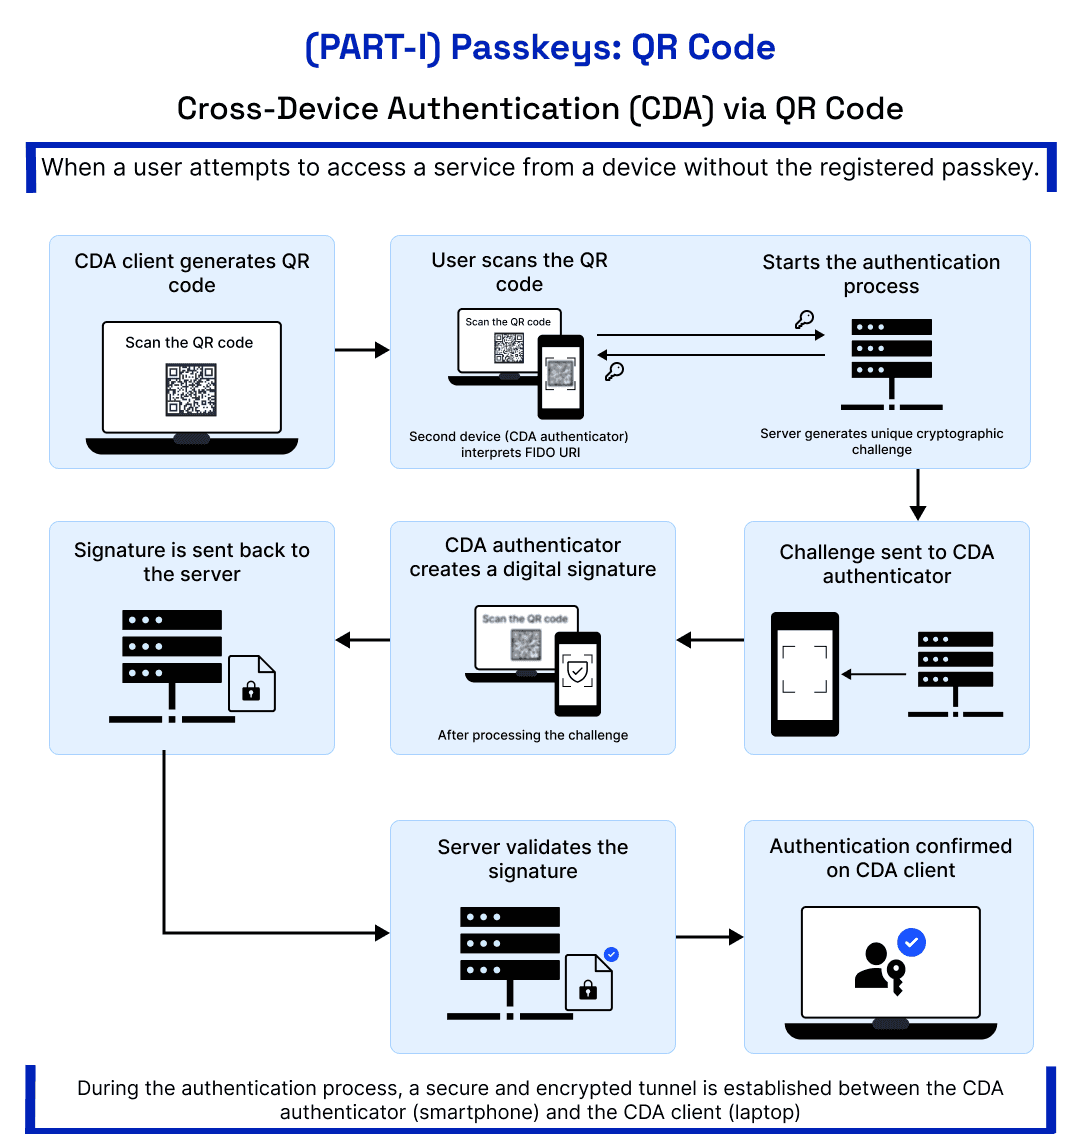 (PART-I) Passkeys: QR Code
Cross-Device Authentication (CDA) via QR Code
When a user attempts to access a service from a device without the registered passkey.
CDA client generates QR
code
Scan the QR code
User scans the QR
code
Scan the QR code
Second device (CDA authenticator)
interprets FIDO URI
Starts the authentication
process
Server generates unique cryptographic
challenge
Signature is sent back to
the server
CDA authenticator
creates a digital signature
Scan the QR code
After processing the challenge
Challenge sent to CDA
authenticator
Server validates the
signature
Authentication confirmed
on CDA client
During the authentication process, a secure and encrypted tunnel is established between the CDA
authenticator (smartphone) and the CDA client (laptop)